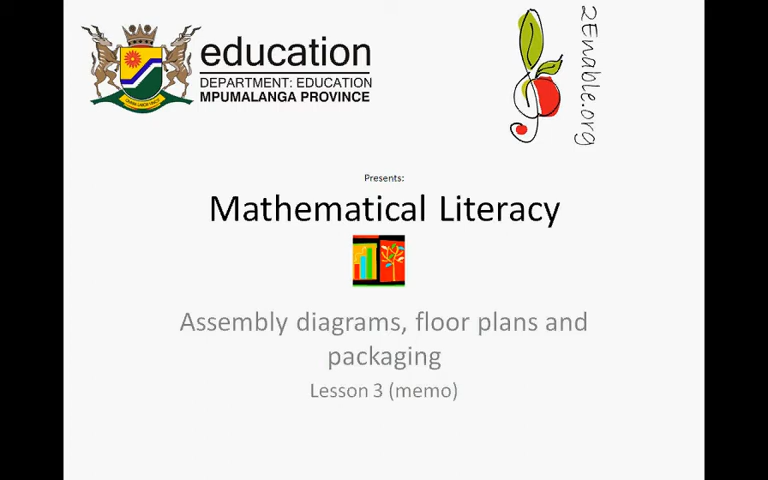 education
DEPARTMENT: EDUCATION
MPUMALANGA PROVINCE
2Enable.org
Presents:
Mathematical Literacy
Assembly diagrams, floor plans and
packaging
Lesson 3 (memo)